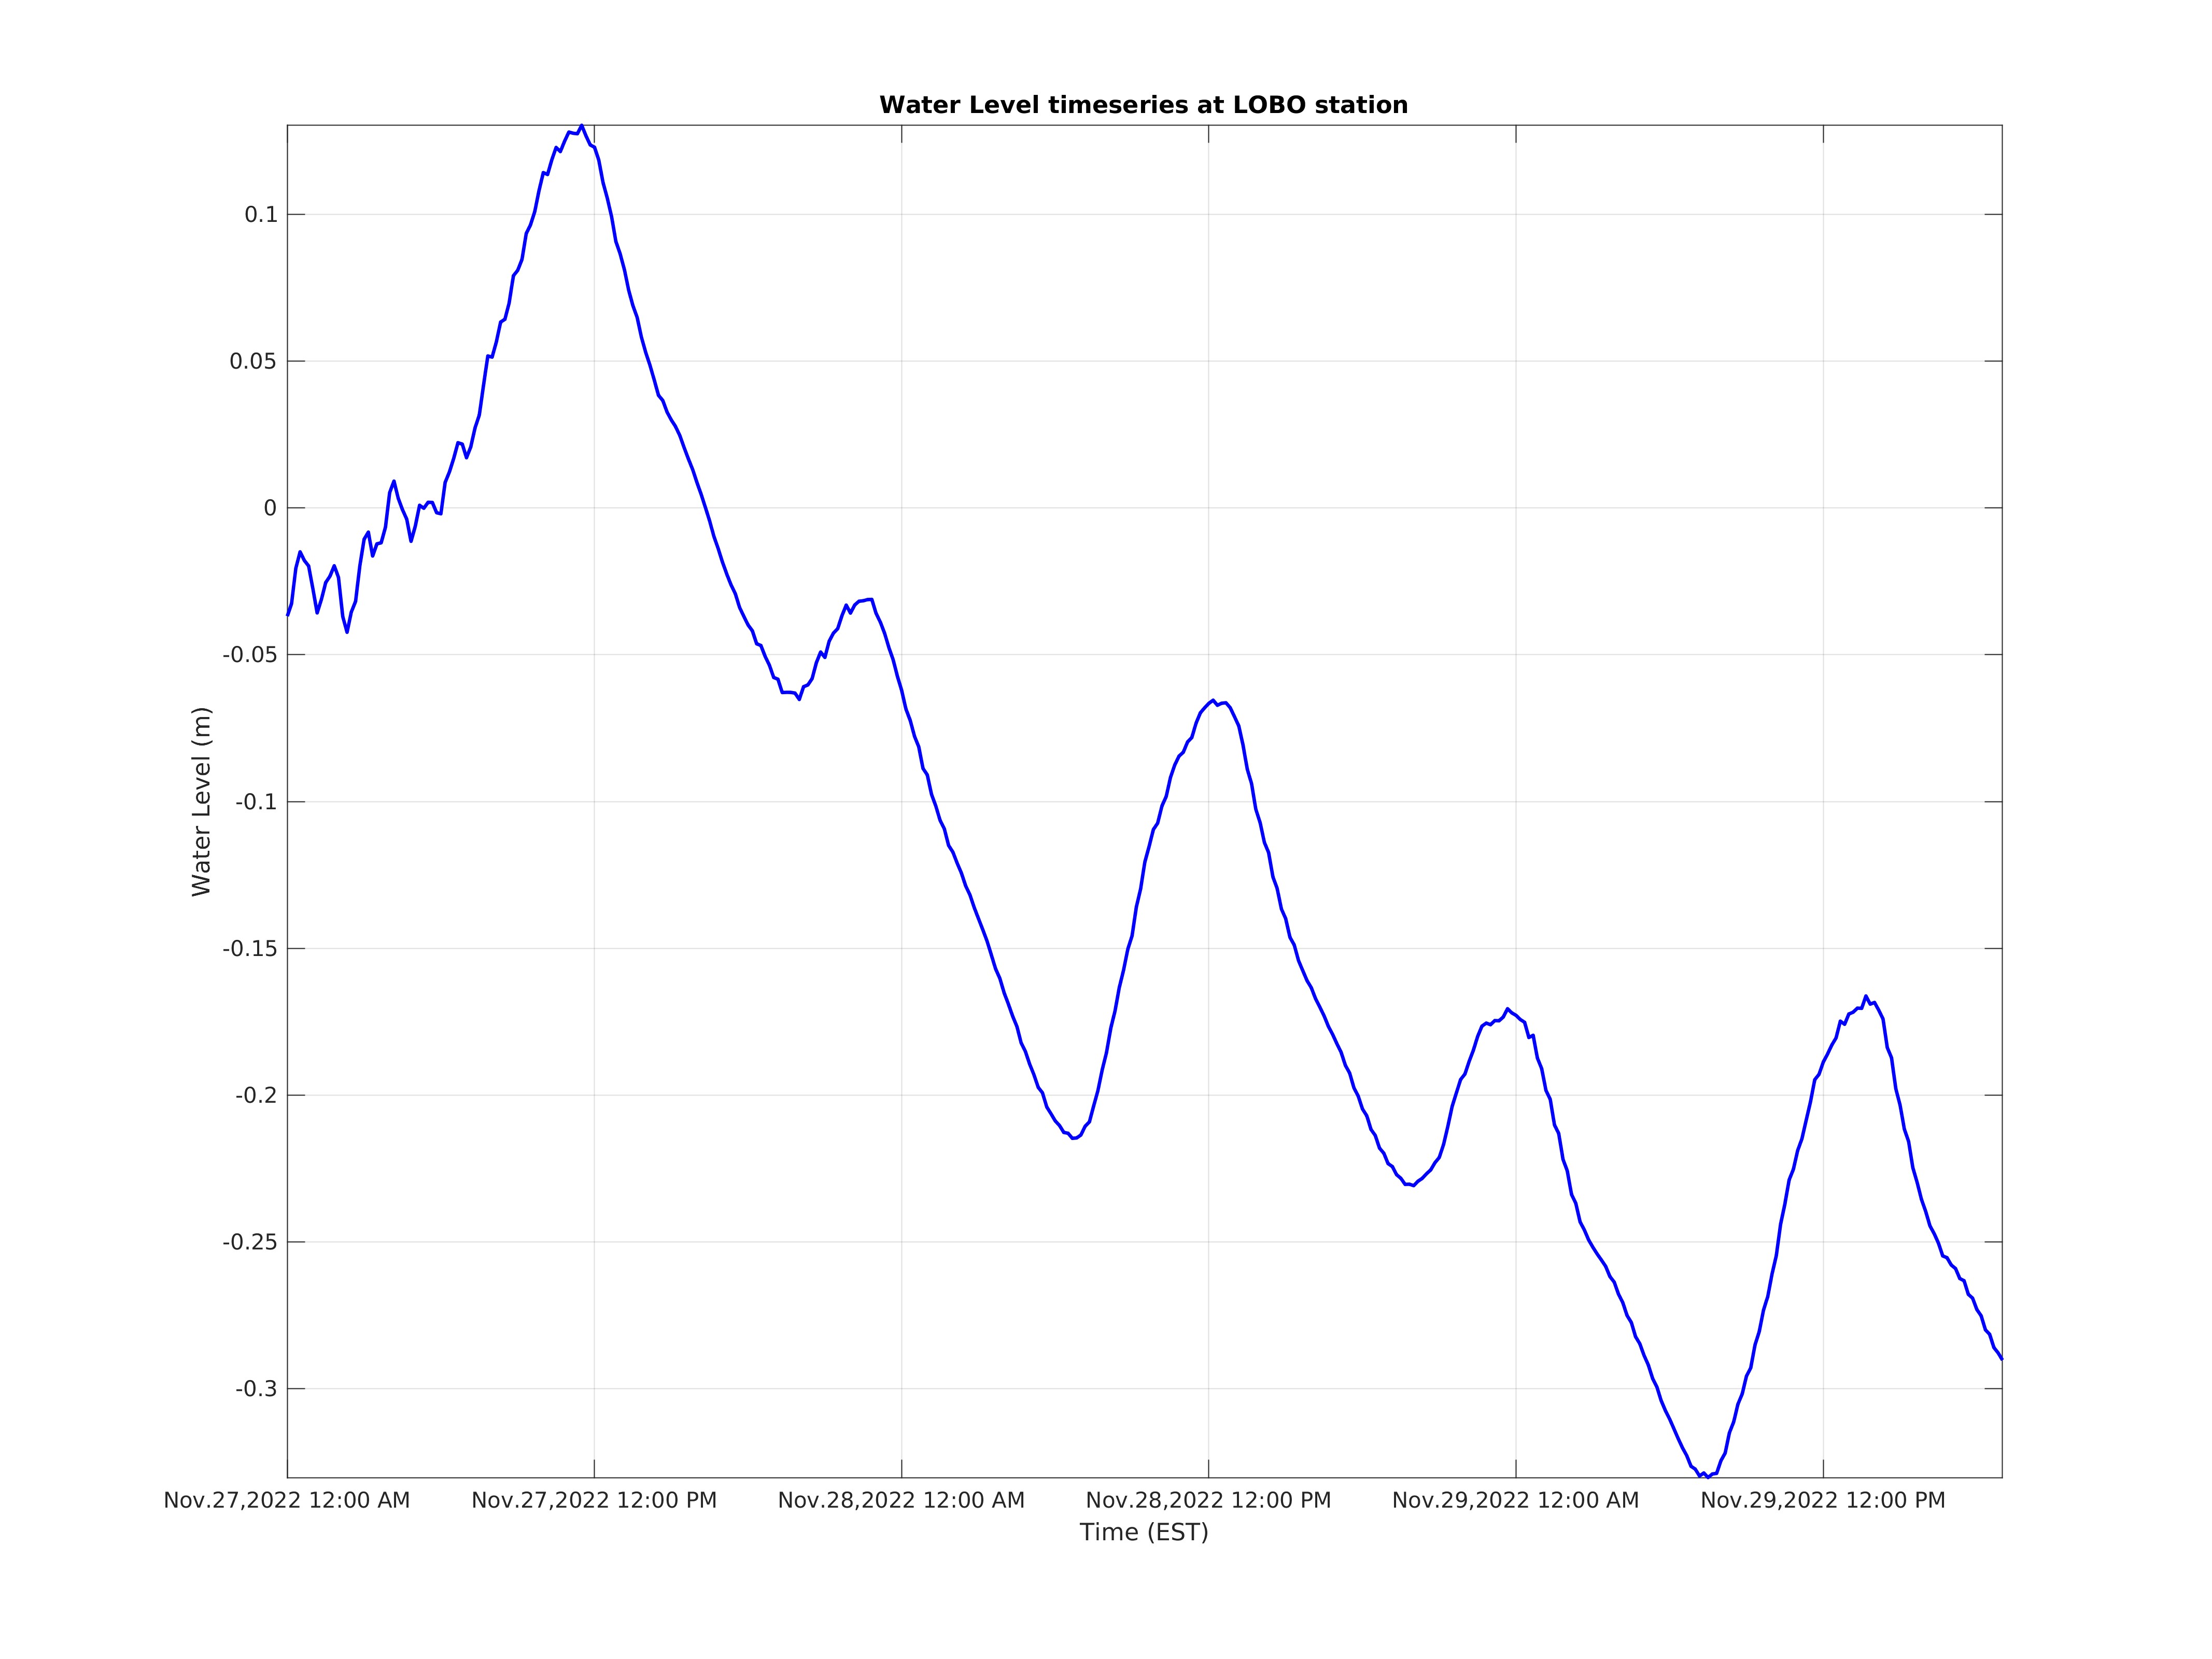 Water Level timeseries at LOBO station
0.1
0.05
0
-0.05
-0.1
-0.15
-0.2
-0.25
-0.3
Water Level (m)
Nov.27,2022 12:00 AM Nov.27,2022 12:00 PM Nov.28,2022 12:00 AM Nov.28,2022 12:00 PM Nov.29,2022 12:00 AM Nov.29,2022 12:00 PM
Time (EST)